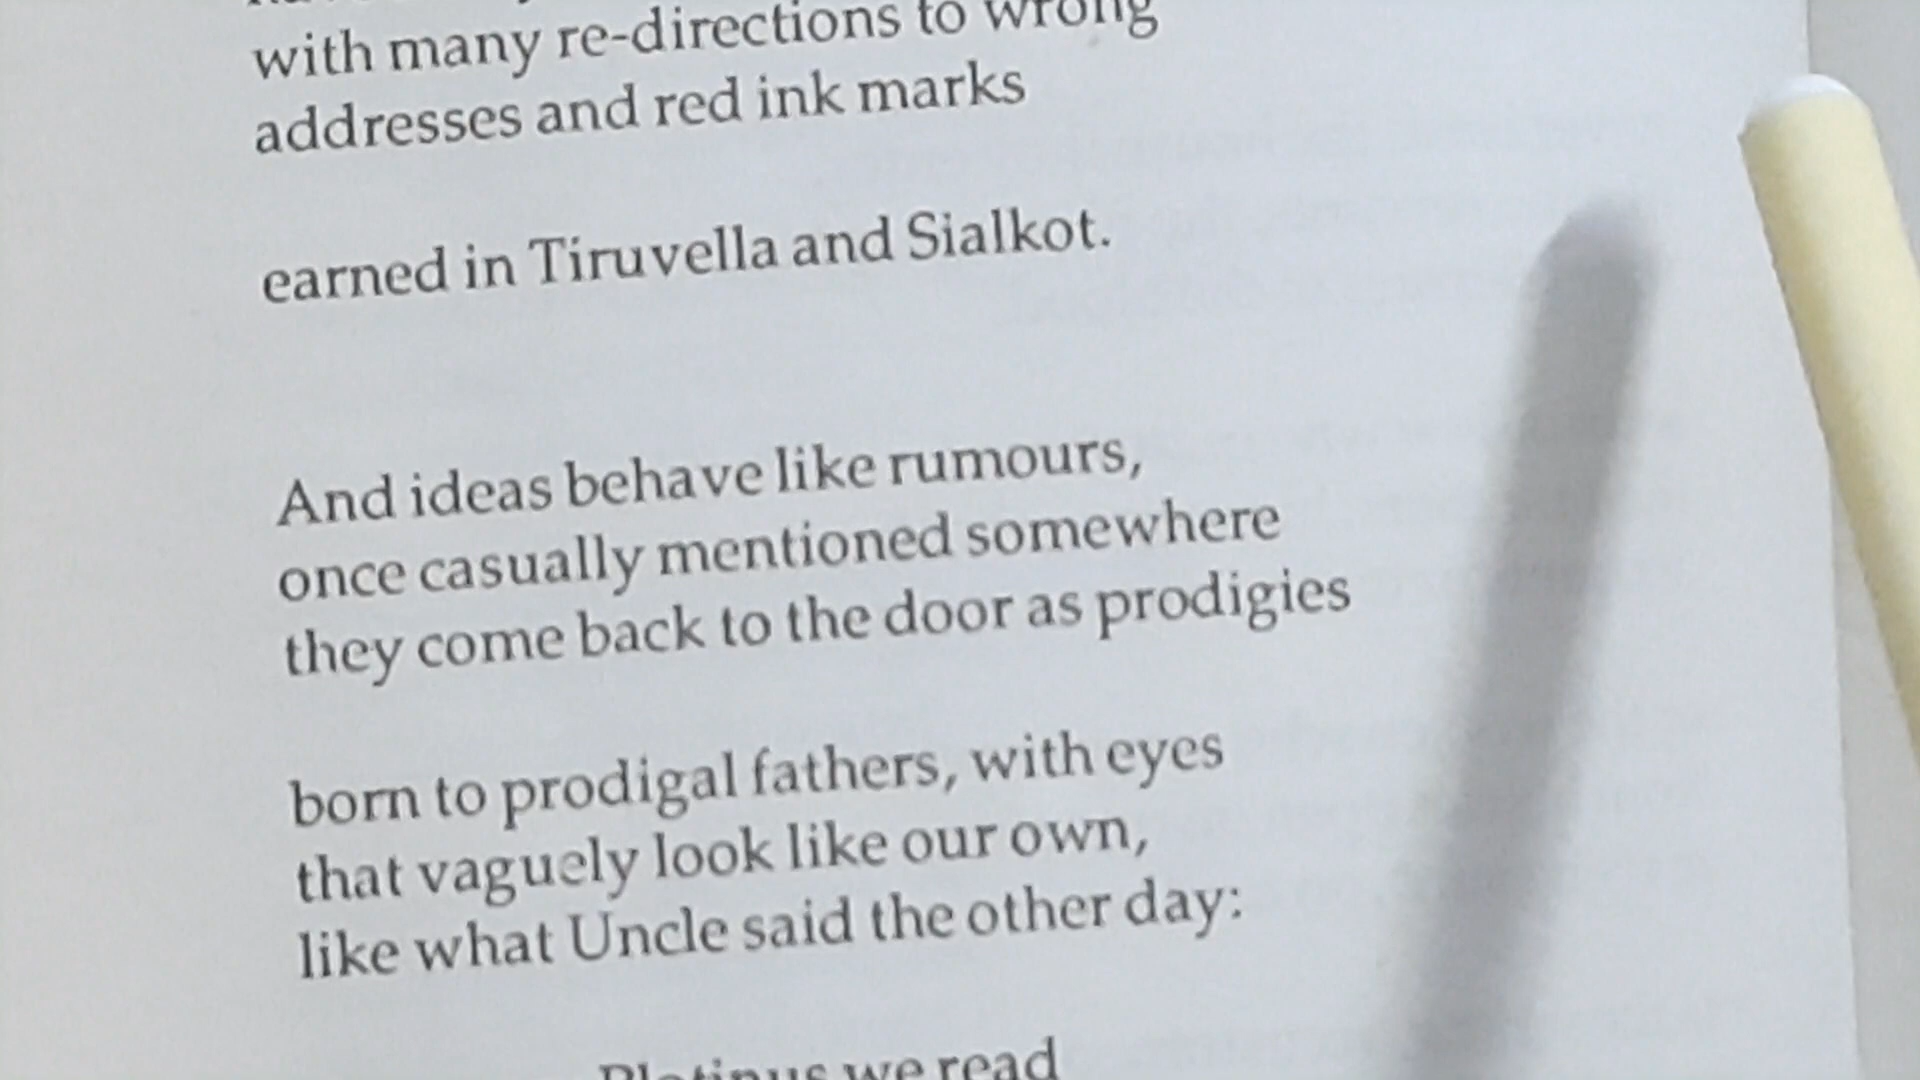 with many re-directions to wrong
addresses and red ink marks
earned in Tiruvella and Sialkot.
And ideas behave like rumours,
once casually mentioned somewhere
they come back to the door as prodigies
born to prodigal fathers, with eyes
that vaguely look like our own,
like what Uncle said the other day:
Plotinus we read